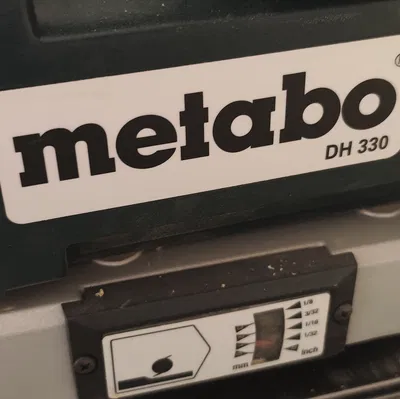 metabo®
DH 330
1/8
3/32
1/16
1/32
mm
inch